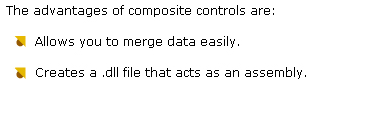 The advantages of composite controls are:
Allows you to merge data easily.
Creates a .dll file that acts as an assembly.